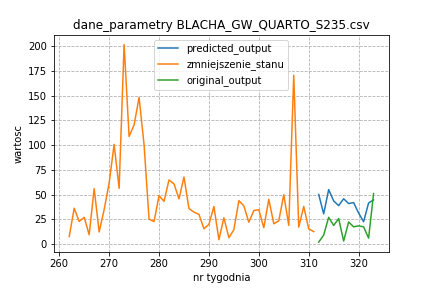 dane_parametry BLACHA_GW_QUARTO_S235.csv
predicted_output
zmniejszenie_stanu
original_output
wartosc
200
175
150
125
100
75
50
25
0
260
270
280
290
300
310
320
nr tygodnia